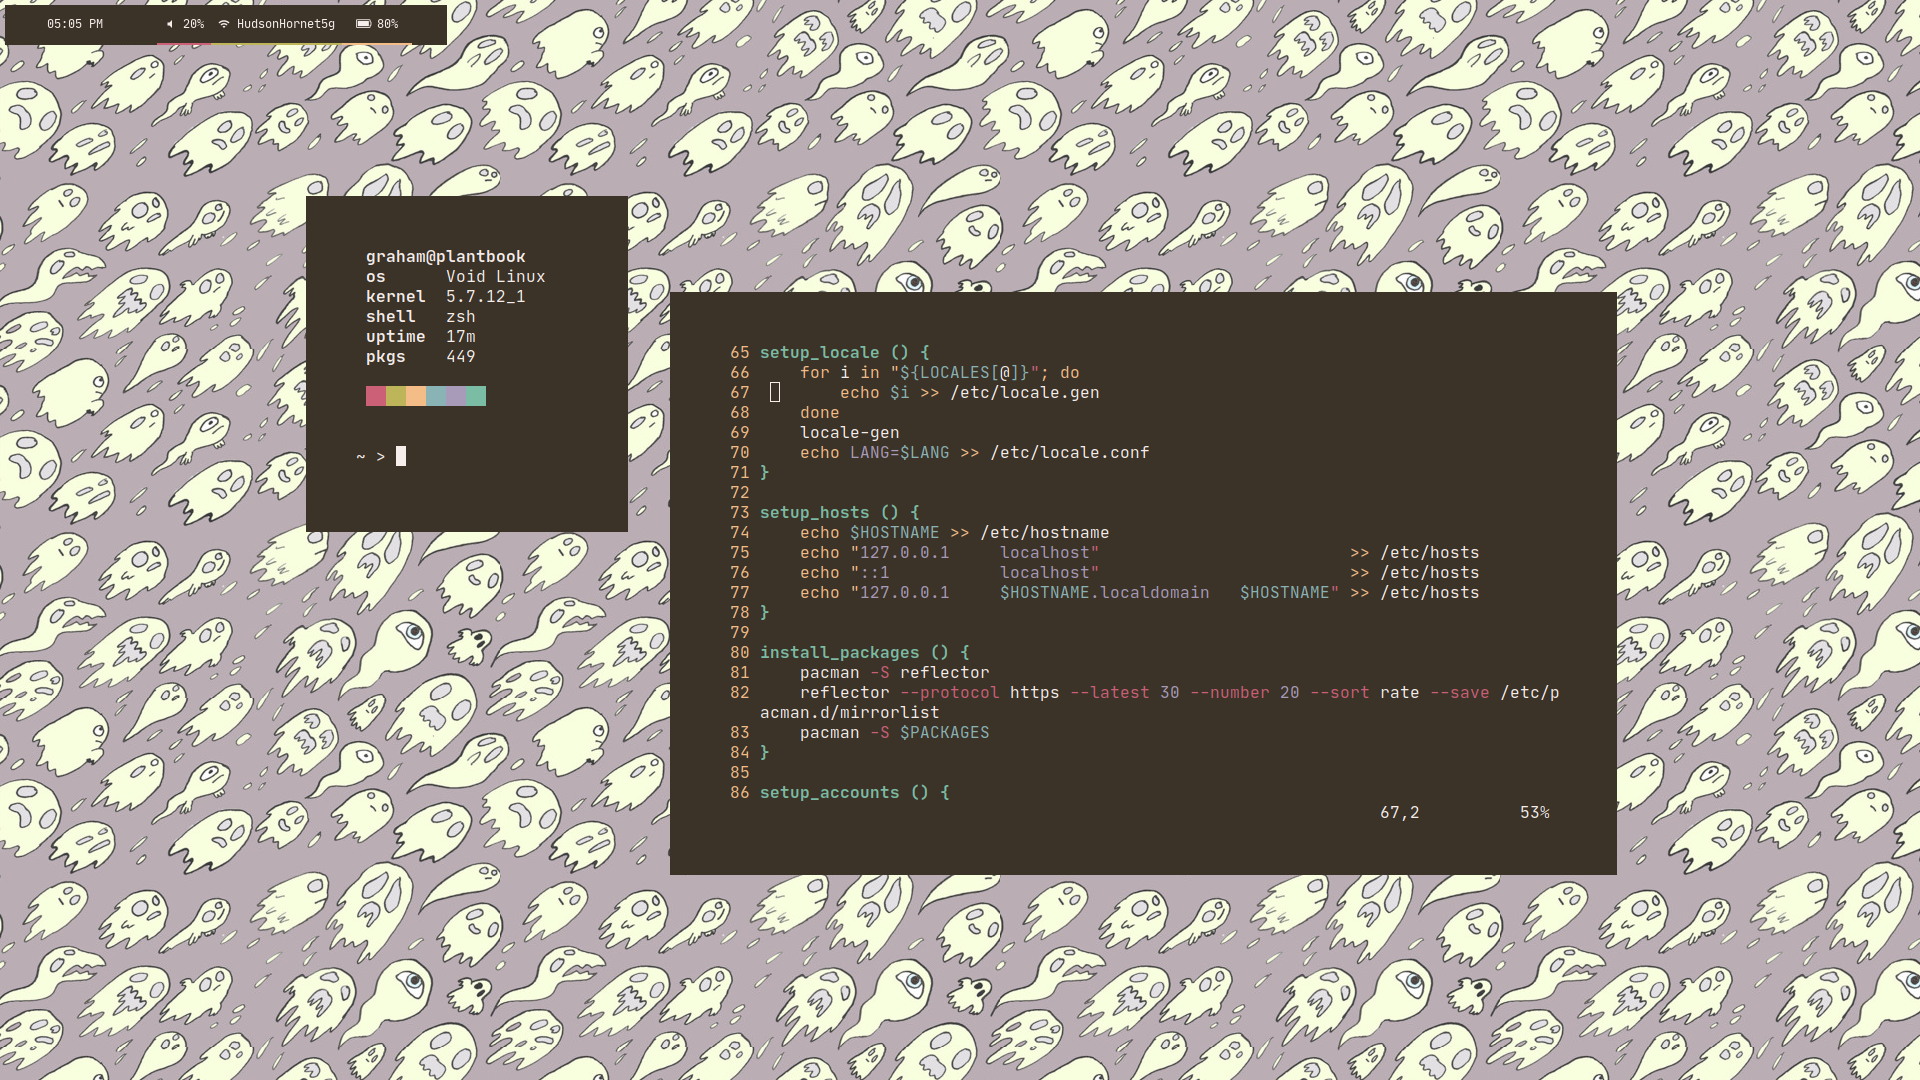 05:05 PM 20% HudsonHornet5g 80%
graham@plantbook
os Void Linux
kernel 5.7.12_1
shell zsh
uptime 17m
pkgs 449
~ >
65 setup_locale () {
66     for i in "${LOCALES[@]}"; do
67         echo $i >> /etc/locale.gen
68     done
69     locale-gen
70     echo LANG=$LANG >> /etc/locale.conf
71 }
72
73 setup_hosts () {
74     echo $HOSTNAME >> /etc/hostname
75     echo "127.0.0.1     localhost"                         >> /etc/hosts
76     echo "::1           localhost"                         >> /etc/hosts
77     echo "127.0.0.1     $HOSTNAME.localdomain   $HOSTNAME" >> /etc/hosts
78 }
79
80 install_packages () {
81     pacman -S reflector
82     reflector --protocol https --latest 30 --number 20 --sort rate --save /etc/p
acman.d/mirrorlist
83     pacman -S $PACKAGES
84 }
85
86 setup_accounts () {
67,2 53%